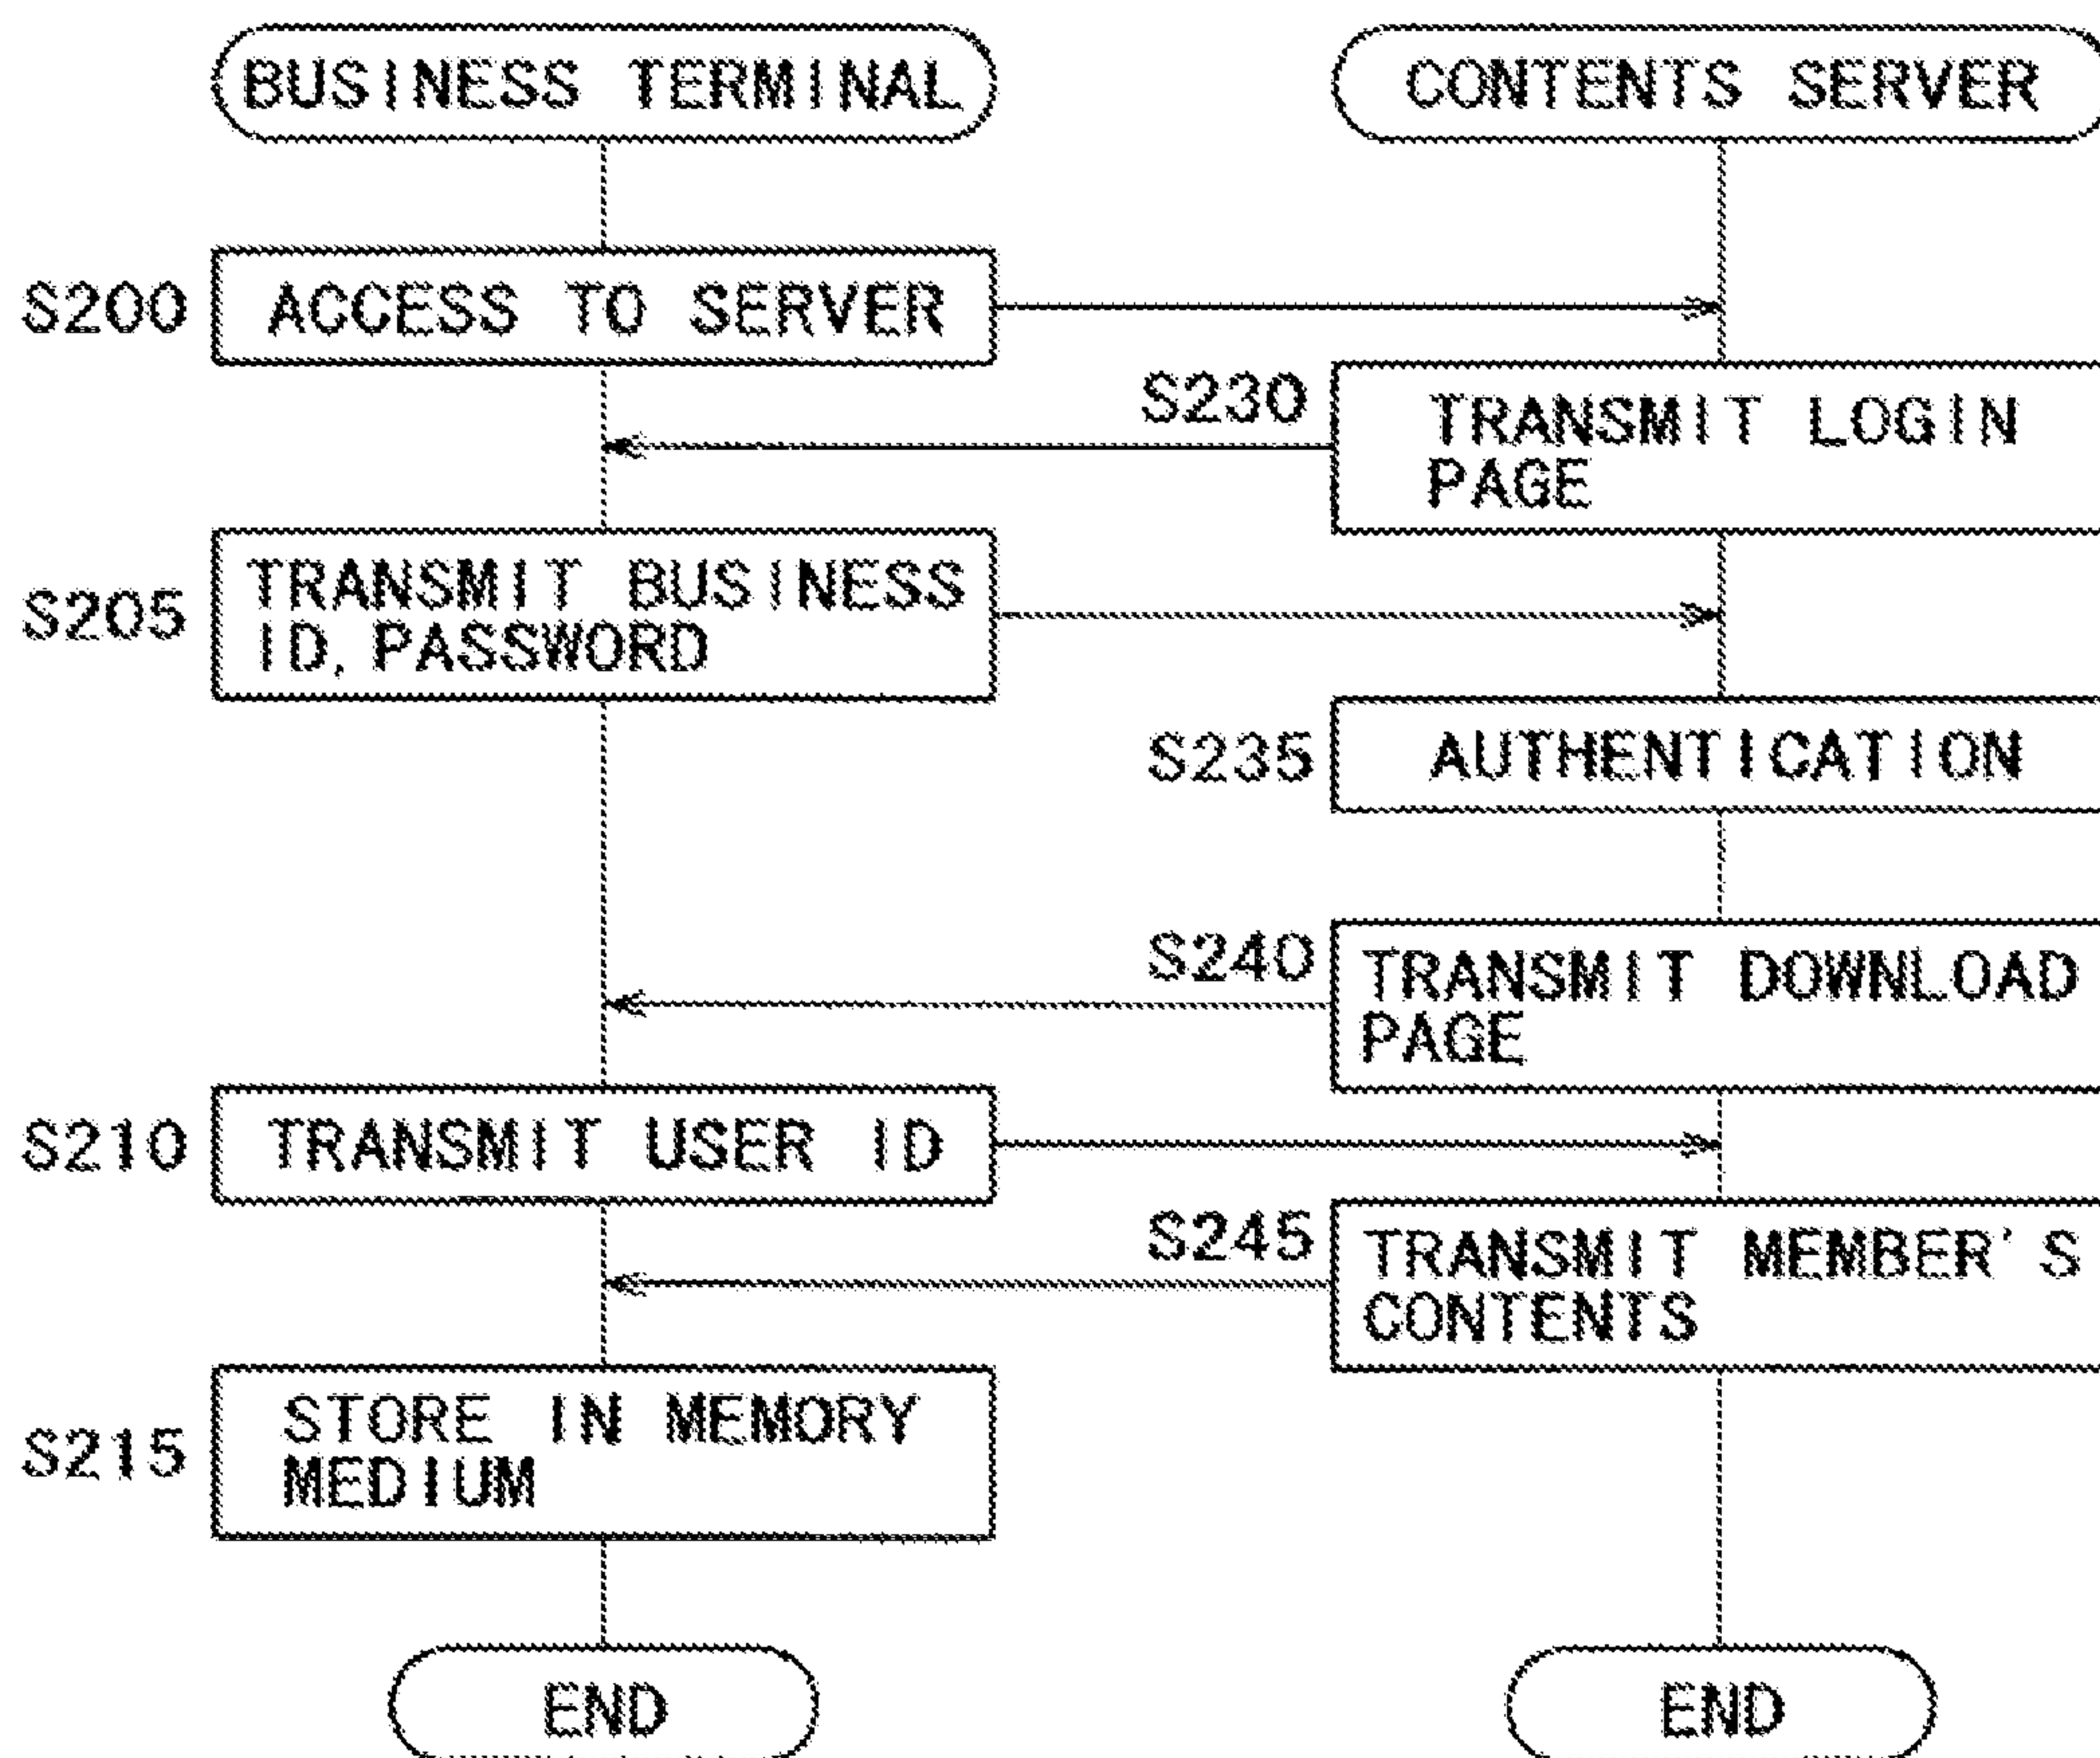 BUSINESS TERMINAL
CONTENTS SERVER
S200
ACCESS TO SERVER
S230
TRANSMIT LOGIN
PAGE
S205
TRANSMIT BUSINESS
ID, PASSWORD
S235
AUTHENTICATION
S240
TRANSMIT DOWNLOAD
PAGE
S210
TRANSMIT USER ID
S245
TRANSMIT MEMBER'S
CONTENTS
S215
STORE IN MEMORY
MEDIUM
END
END